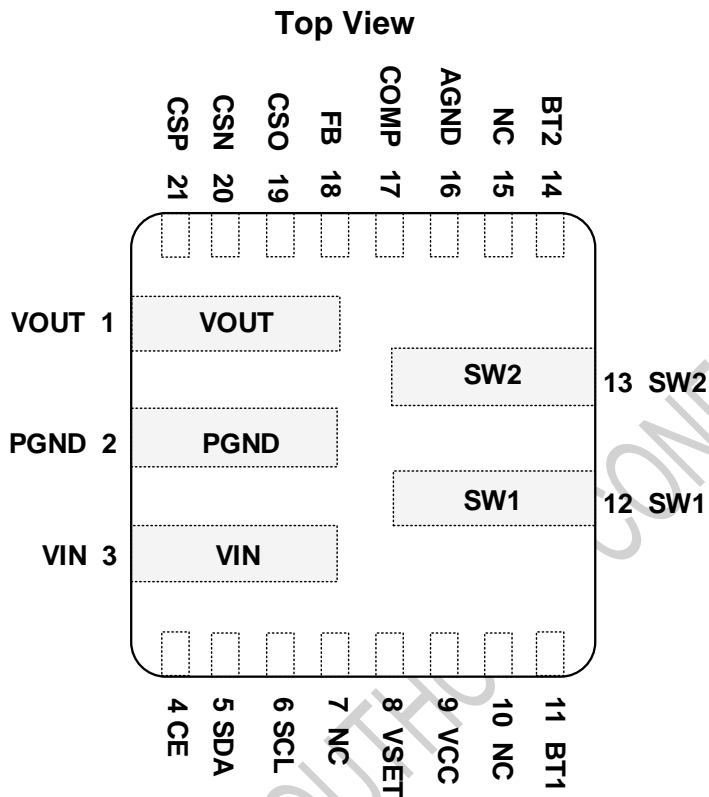 Top View
CSP 21
CSN 20
CSO 19
FB 18
COMP 17
AGND 16
NC 15
BT2 14
VOUT 1
VOUT
SW2
13 SW2
PGND 2
PGND
SW1
12 SW1
VIN 3
VIN
4 CE
5 SDA
6 SCL
7 NC
8 VSET
9 VCC
10 NC
11 BT1